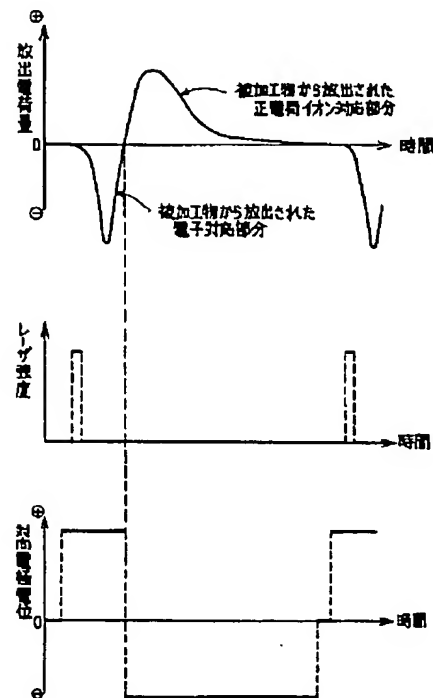 ⊕
放出電荷量
0
⊖
被加工物から放出された
正電荷イオン対応部分
時間
被加工物から放出された
電子対応部分
レーザ強度
時間
⊕
対向電極電位
0
⊖
時間